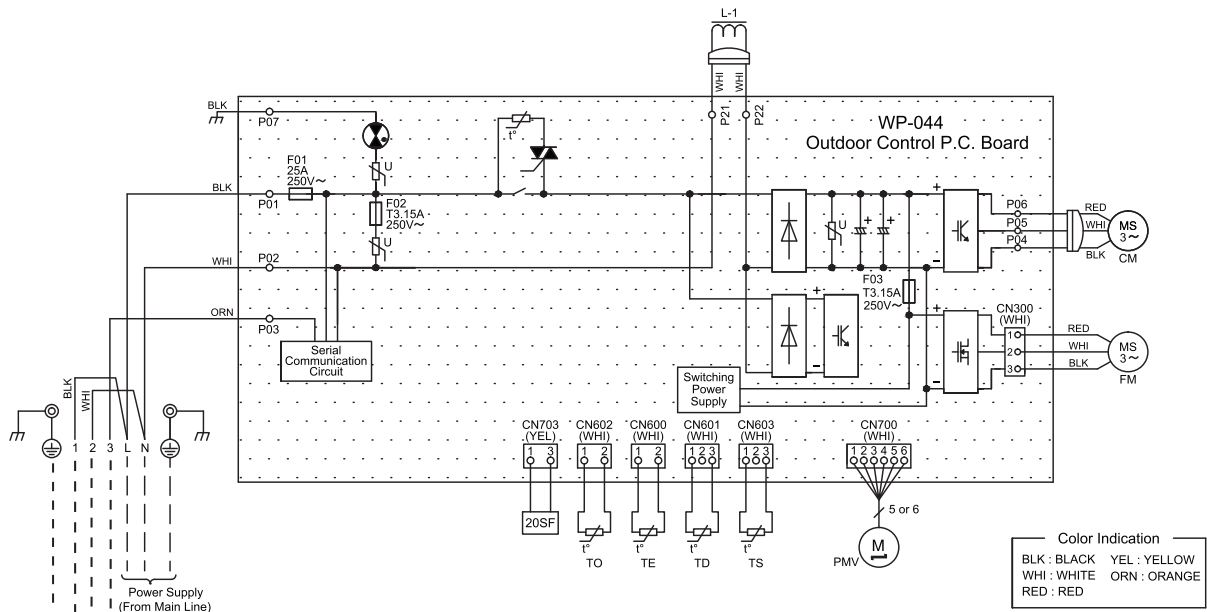 L-1
WHI WHI
P21 P22
WP-044
Outdoor Control P.C. Board
BLK
P07
t°
U
F01
25A
250V~
BLK
P01
F02
T3.15A
250V~
U
WHI
P02
ORN
P03
Serial
Communication
Circuit
U
+ +
+
-
P06
P05
P04
RED
WHI
BLK
MS
3~
CM
F03
T3.15A
250V~
+
-
+
-
CN300
(WHI)
1
2
3
RED
WHI
BLK
MS
3~
FM
Switching
Power
Supply
BLK
WHI
1 2 3 L N
Power Supply
(From Main Line)
CN703
(YEL)
1 3
20SF
CN602
(WHI)
1 2
t°
TO
CN600
(WHI)
1 2
t°
TE
CN601
(WHI)
1 2 3
t°
TD
CN603
(WHI)
1 2 3
t°
TS
CN700
(WHI)
1 2 3 4 5 6
5 or 6
M
PMV
Color Indication
BLK : BLACK YEL : YELLOW
WHI : WHITE ORN : ORANGE
RED : RED